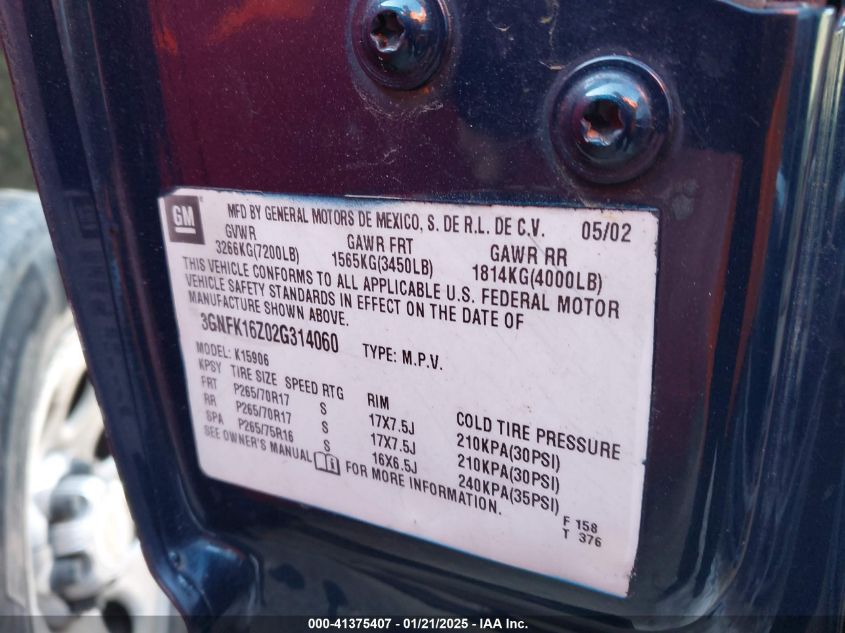 GM MFD BY GENERAL MOTORS DE MEXICO, S. DE R.L. DE C.V. 05/02
GVWR GAWR FRT GAWR RR
3266KG(7200LB) 1565KG(3450LB) 1814KG(4000LB)
THIS VEHICLE CONFORMS TO ALL APPLICABLE U.S. FEDERAL MOTOR
VEHICLE SAFETY STANDARDS IN EFFECT ON THE DATE OF
MANUFACTURE SHOWN ABOVE.
3GNFK16Z02G314060 TYPE: M.P.V.
MODEL: K15906
KPSY TIRE SIZE SPEED RTG RIM COLD TIRE PRESSURE
FRT P265/70R17 S 17X7.5J 210KPA(30PSI)
RR P265/70R17 S 17X7.5J 210KPA(30PSI)
SPA P265/75R16 S 16X6.5J 240KPA(35PSI)
SEE OWNER'S MANUAL FOR MORE INFORMATION.
F 158
T 376
000-41375407 - 01/21/2025 - IAA Inc.